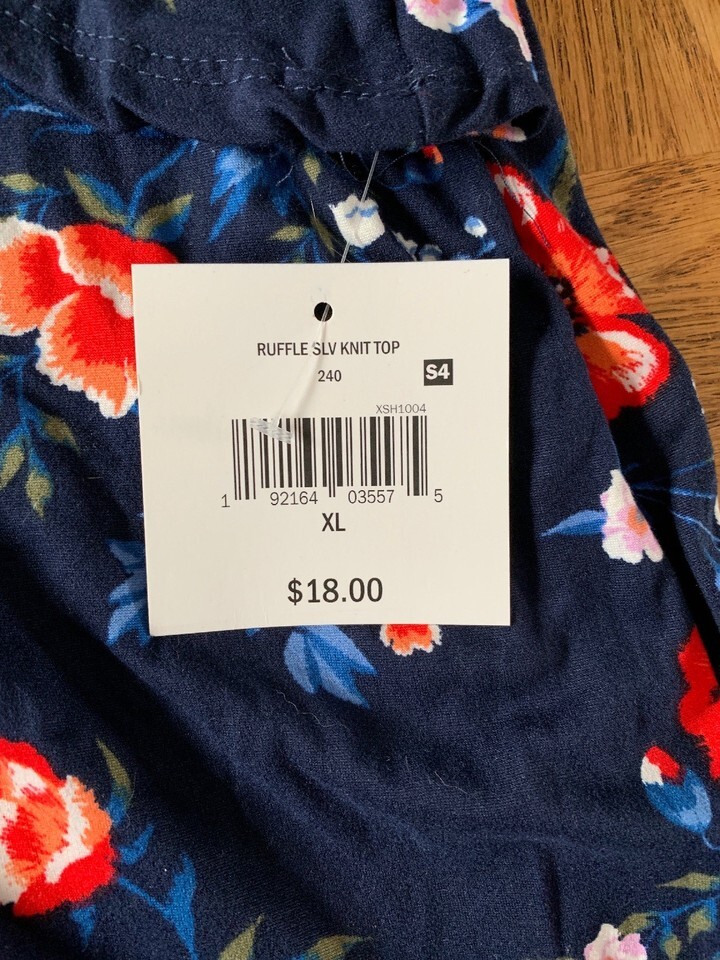 RUFFLE SLV KNIT TOP
240 S4
XSH1004
1 92164 03557 5
XL
$18.00